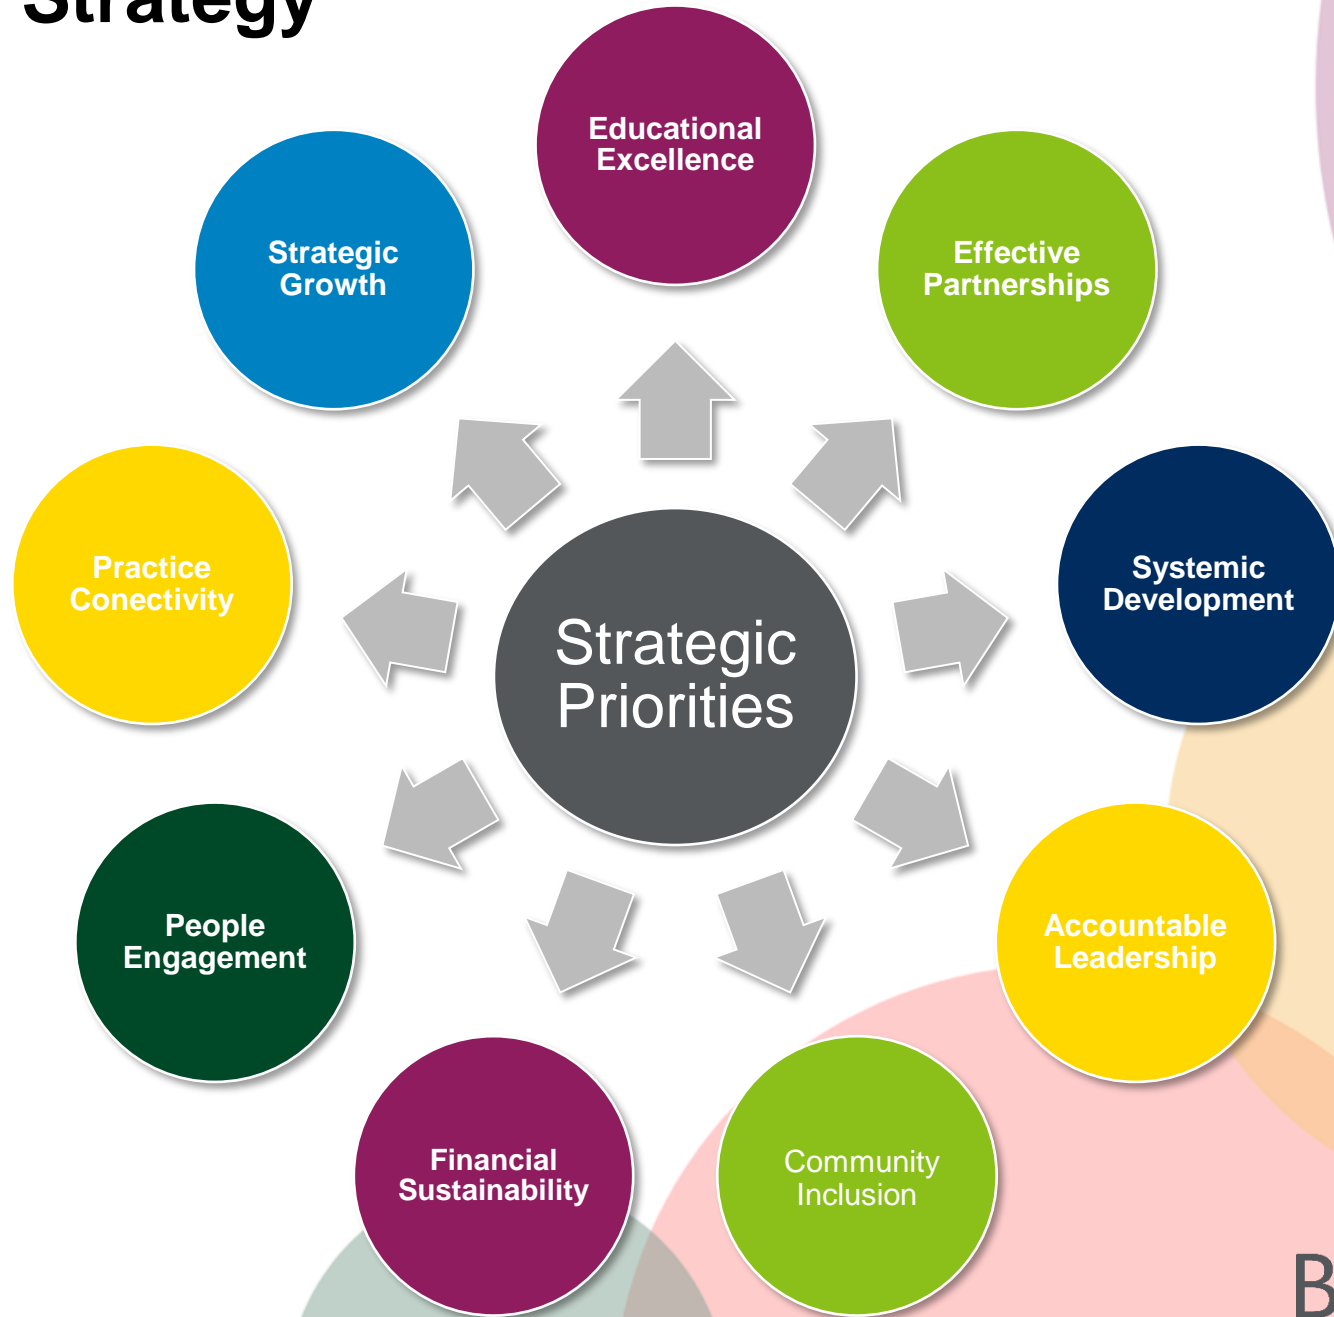 Strategy
Educational
Excellence
Effective
Partnerships
Systemic
Development
Accountable
Leadership
Community
Inclusion
Financial
Sustainability
People
Engagement
Practice
Conectivity
Strategic
Growth
Strategic
Priorities
B